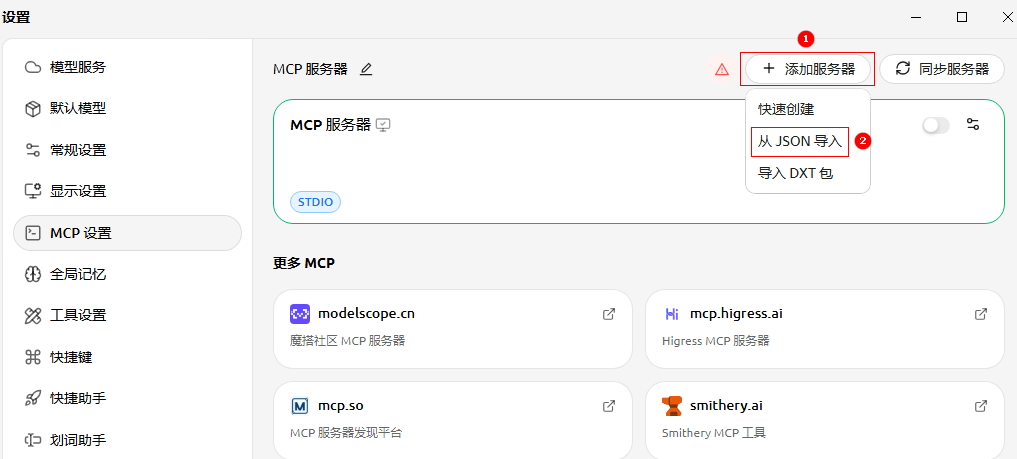 设置
模型服务
默认模型
常规设置
显示设置
MCP 设置
全局记忆
工具设置
快捷键
快捷助手
划词助手
MCP 服务器
1
添加服务器
同步服务器
快速创建
从 JSON 导入
2
导入 DXT 包
MCP 服务器
STDIO
更多 MCP
modelscope.cn
魔搭社区 MCP 服务器
Hi
mcp.higress.ai
Higress MCP 服务器
M
mcp.so
MCP 服务器发现平台
smithery.ai
Smithery MCP 工具